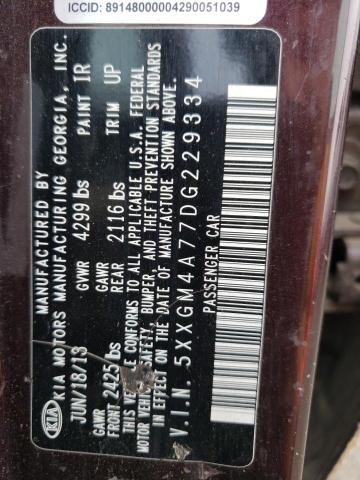 ICCID: 89148000004290051039
KIA
MANUFACTURED BY
KIA MOTORS MANUFACTURING GEORGIA, INC.
JUN/18/13 GVWR 4299 lbs PAINT IR
GAWR FRONT 2425 lbs GAWR REAR 2116 lbs TRIM UP
THIS VEHICLE CONFORMS TO ALL APPLICABLE U.S.A. FEDERAL
MOTOR VEHICLE SAFETY, BUMPER, AND THEFT PREVENTION STANDARDS
IN EFFECT ON THE DATE OF MANUFACTURE SHOWN ABOVE.
V.I.N. 5XXGM4A77DG229334
PASSENGER CAR